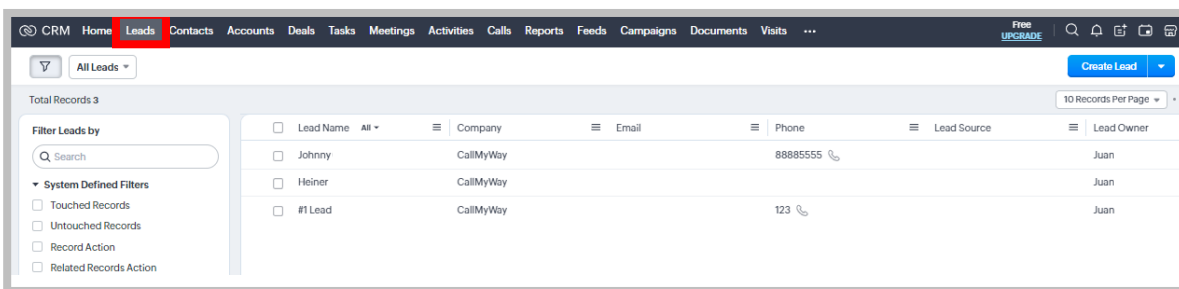 CRM Home Leads Contacts Accounts Deals Tasks Meetings Activities Calls Reports Feeds Campaigns Documents Visits ... Free
UPGRADE
All Leads Create Lead
Total Records 3 10 Records Per Page
Filter Leads by Lead Name All Company Email Phone Lead Source Lead Owner
Search Johnny CallMyWay 88885555 Juan
System Defined Filters Heiner CallMyWay Juan
Touched Records #1 Lead CallMyWay 123 Juan
Untouched Records
Record Action
Related Records Action